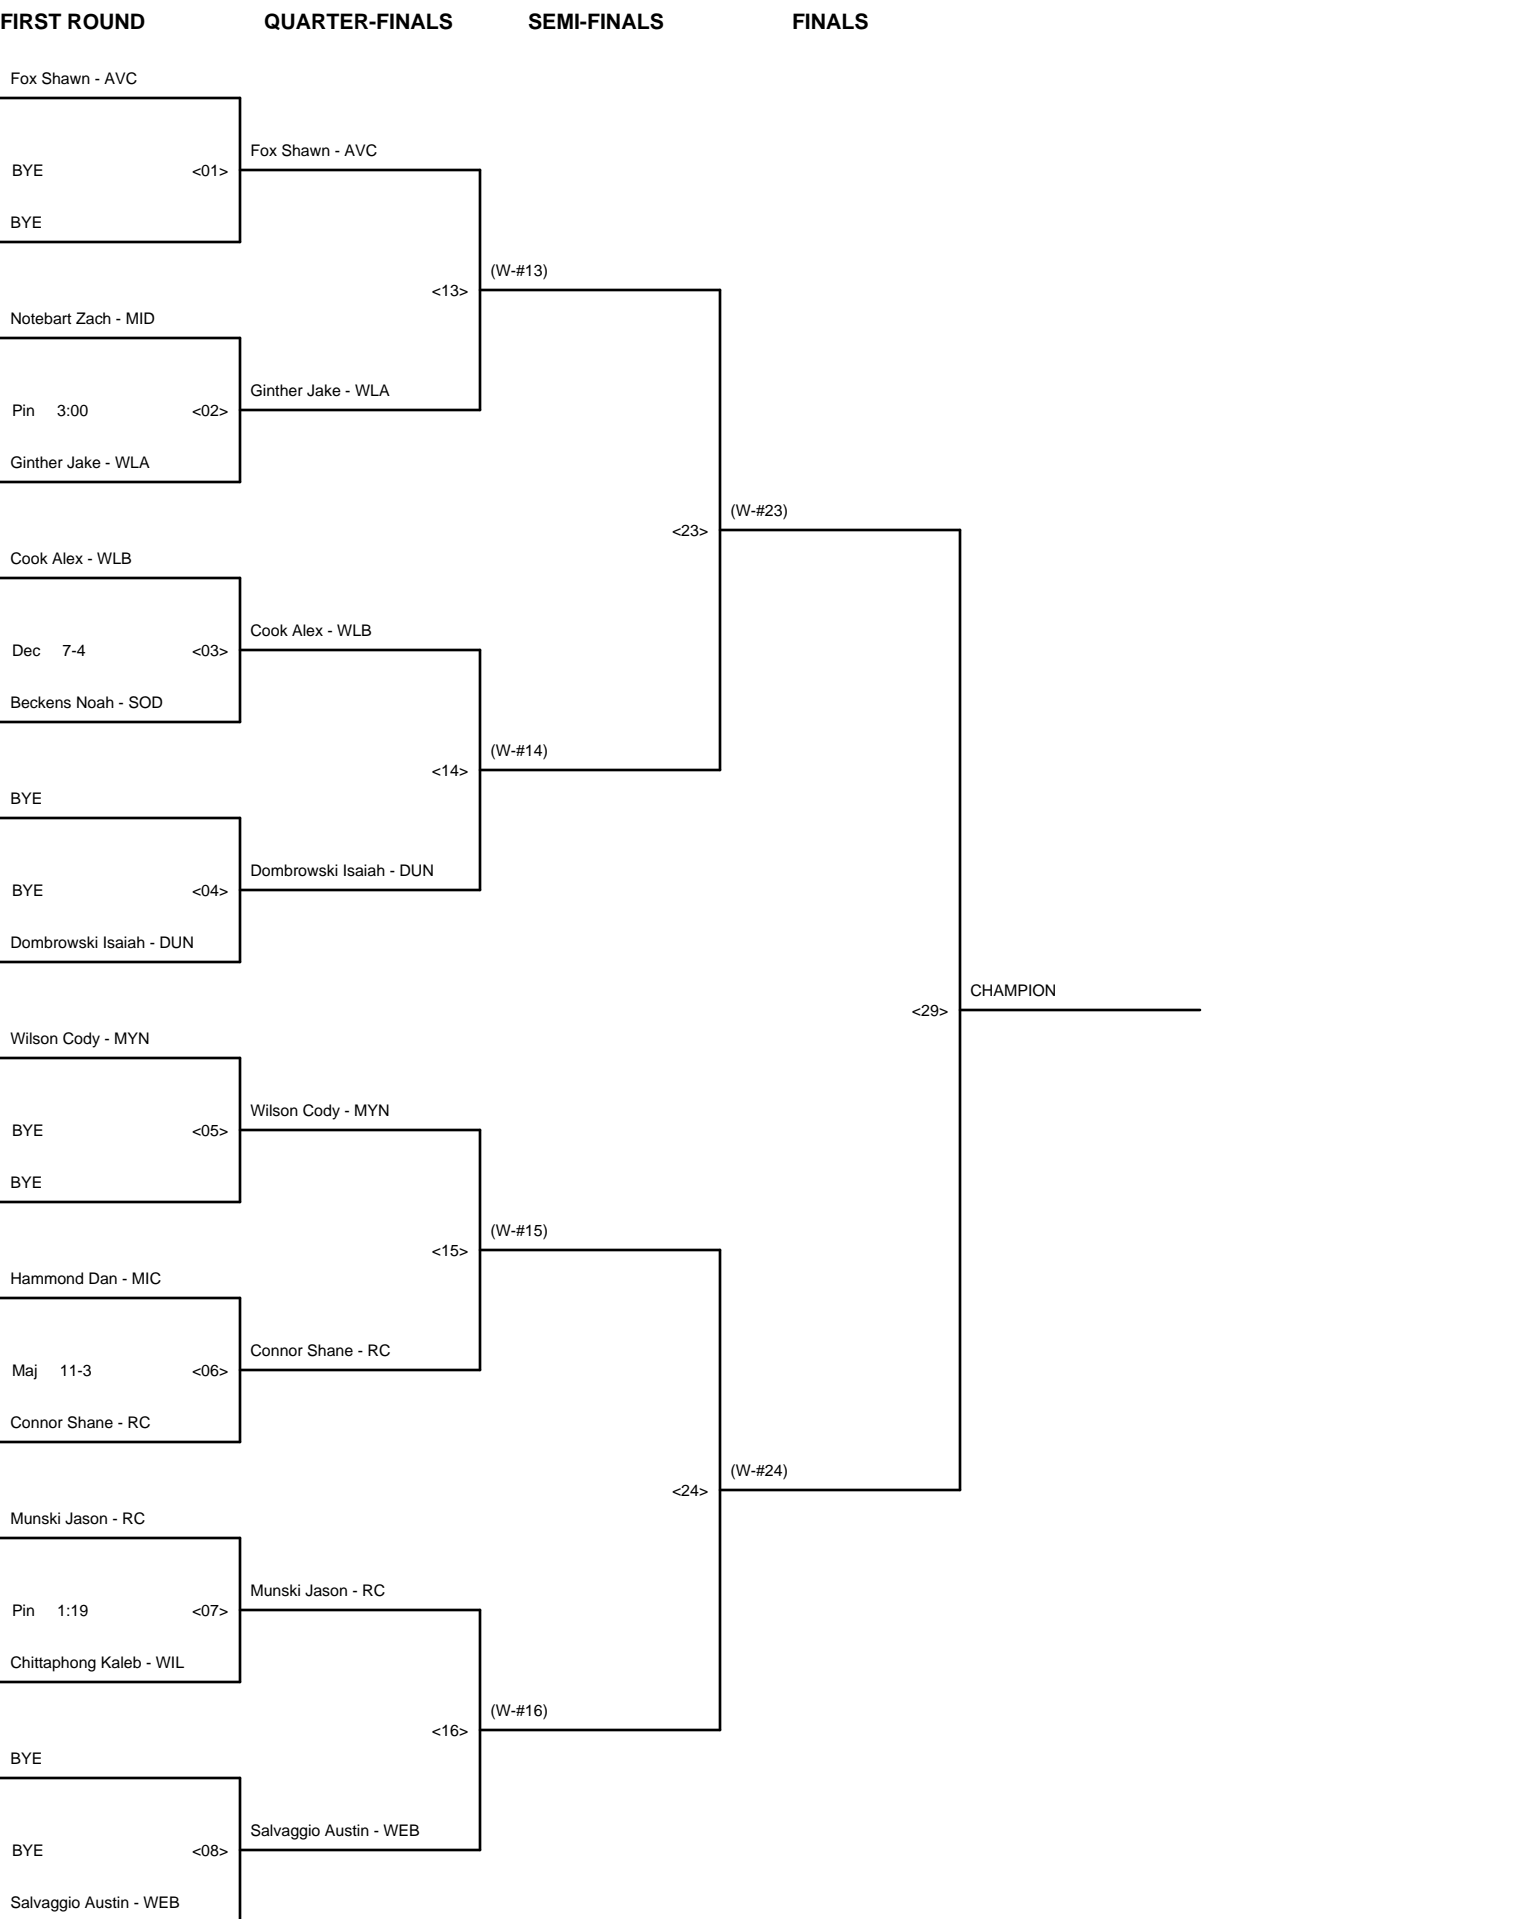 FIRST ROUND QUARTER-FINALS SEMI-FINALS FINALS
Fox Shawn - AVC
Fox Shawn - AVC
BYE <01>
BYE
(W-#13)
<13>
Notebart Zach - MID
Ginther Jake - WLA
Pin 3:00 <02>
Ginther Jake - WLA
(W-#23)
<23>
Cook Alex - WLB
Cook Alex - WLB
Dec 7-4 <03>
Beckens Noah - SOD
(W-#14)
<14>
BYE
Dombrowski Isaiah - DUN
BYE <04>
Dombrowski Isaiah - DUN
CHAMPION
<29>
Wilson Cody - MYN
Wilson Cody - MYN
BYE <05>
BYE
(W-#15)
<15>
Hammond Dan - MIC
Connor Shane - RC
Maj 11-3 <06>
Connor Shane - RC
(W-#24)
<24>
Munski Jason - RC
Munski Jason - RC
Pin 1:19 <07>
Chittaphong Kaleb - WIL
(W-#16)
<16>
BYE
Salvaggio Austin - WEB
BYE <08>
Salvaggio Austin - WEB